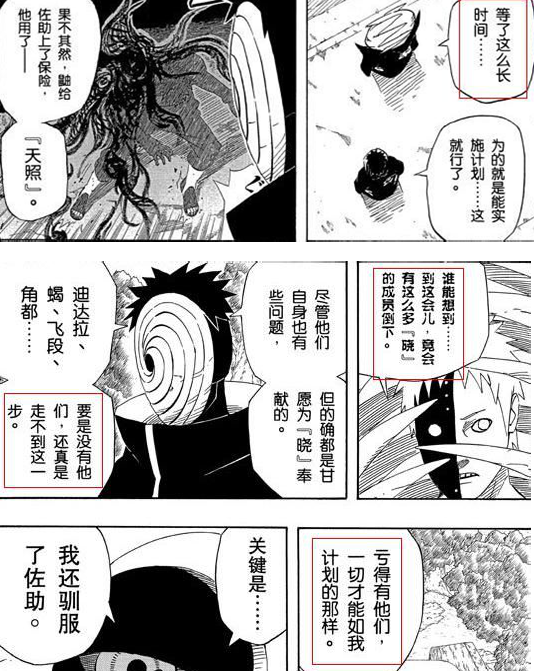 等了这么长
时间……
为的就是能实
施计划……这
就行了。
果不其然，鼬给
佐助上了保险，
他用了——
『天照』。
谁能想到……
到这会儿，竟会
有这么多『晓』
的成员倒下。
尽管他们
自身也有
些问题，
但的确都是甘
愿为『晓』奉
献的。
迪达拉、
蝎、飞段、
角都……
要是没有他
们，还真是
走不到这一
步。
亏得有他们，
一切才能如我
计划的那样。
关键是……
我还驯服
了佐助。